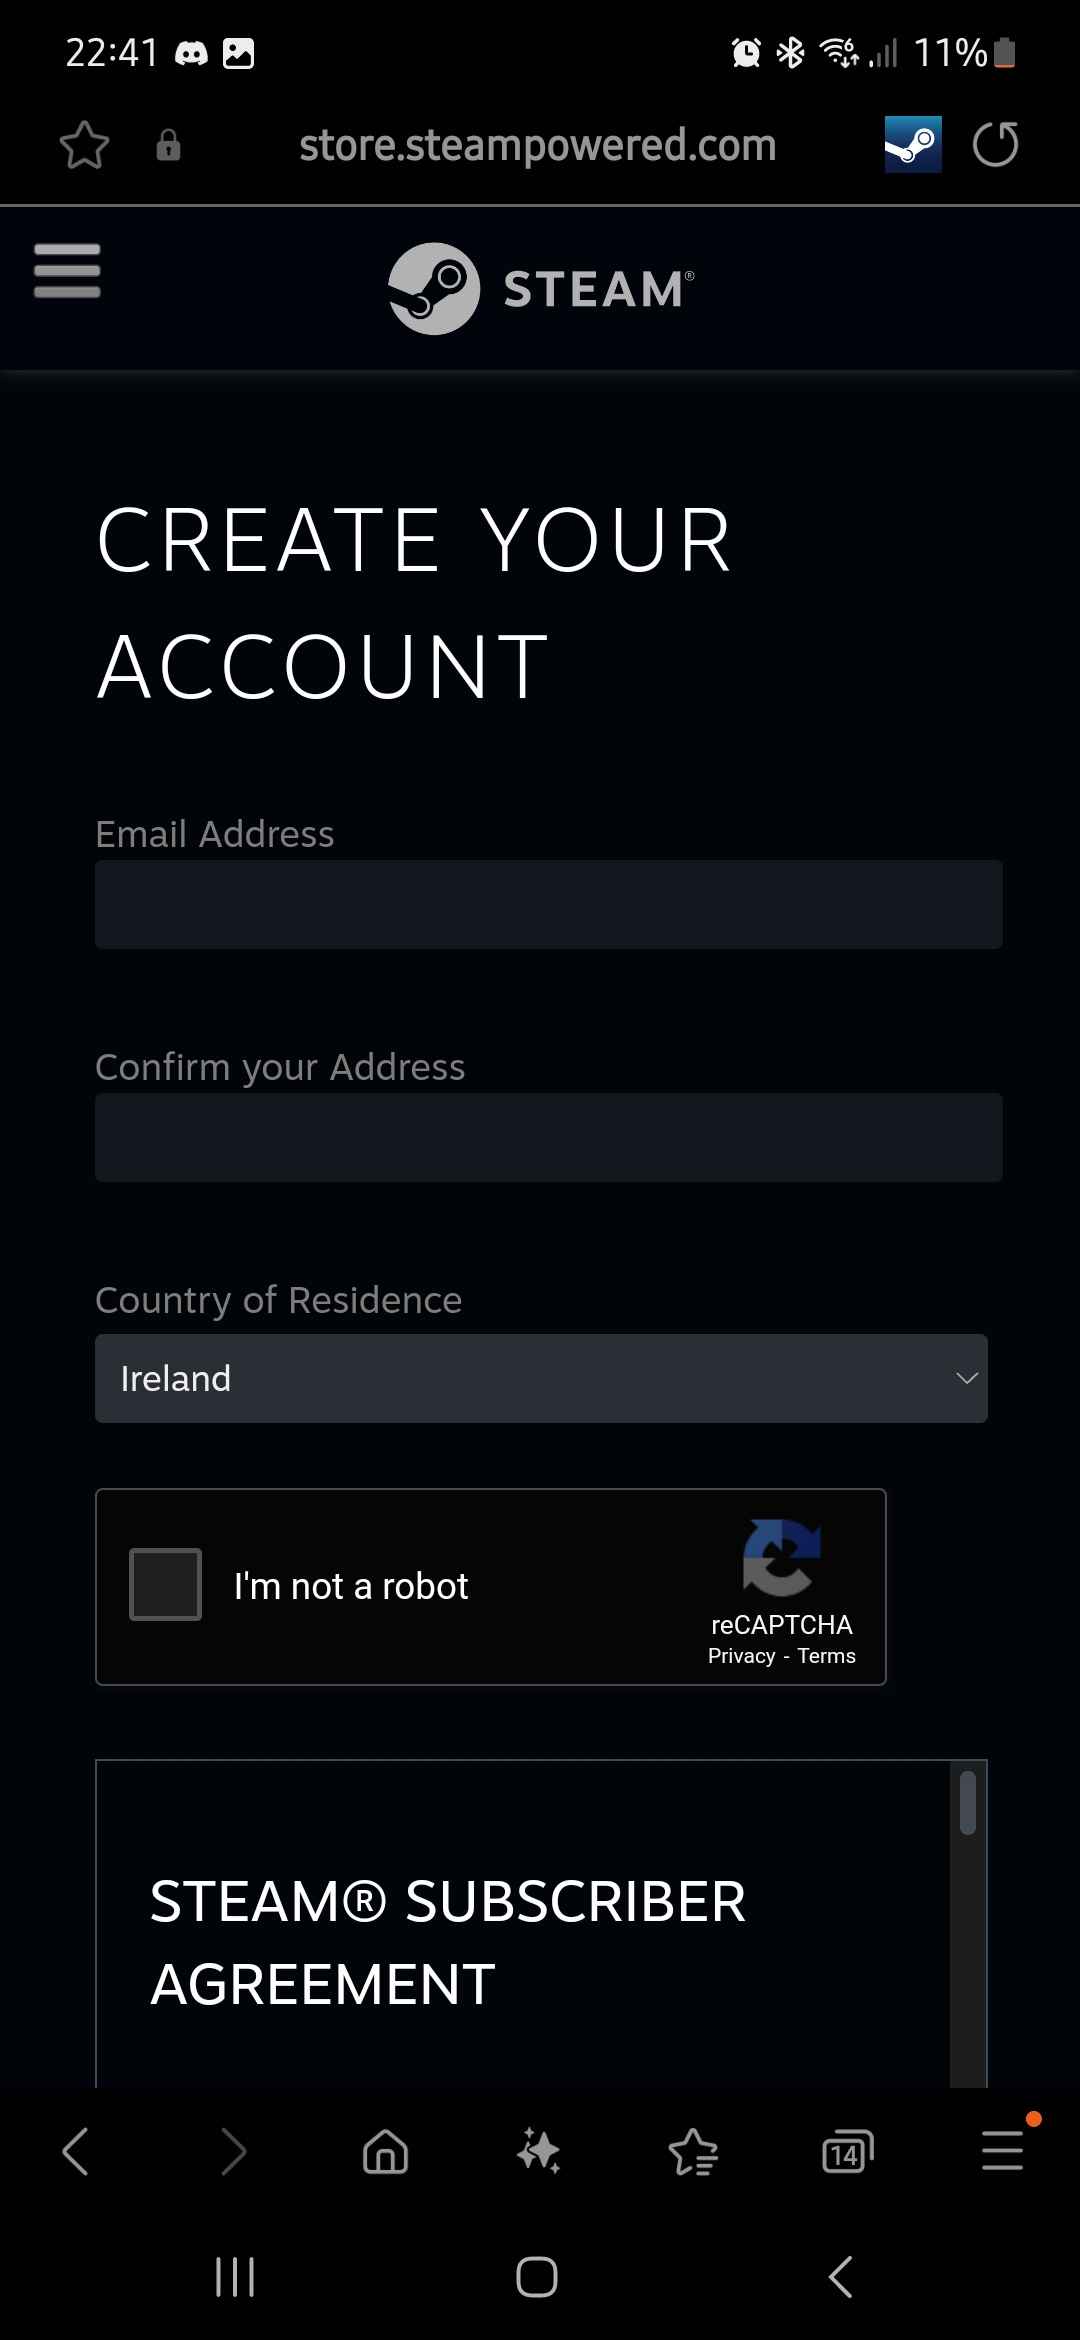 22:41
11%
store.steampowered.com
STEAM®
CREATE YOUR
ACCOUNT
Email Address
Confirm your Address
Country of Residence
Ireland
I'm not a robot
reCAPTCHA
Privacy - Terms
STEAM® SUBSCRIBER
AGREEMENT
14